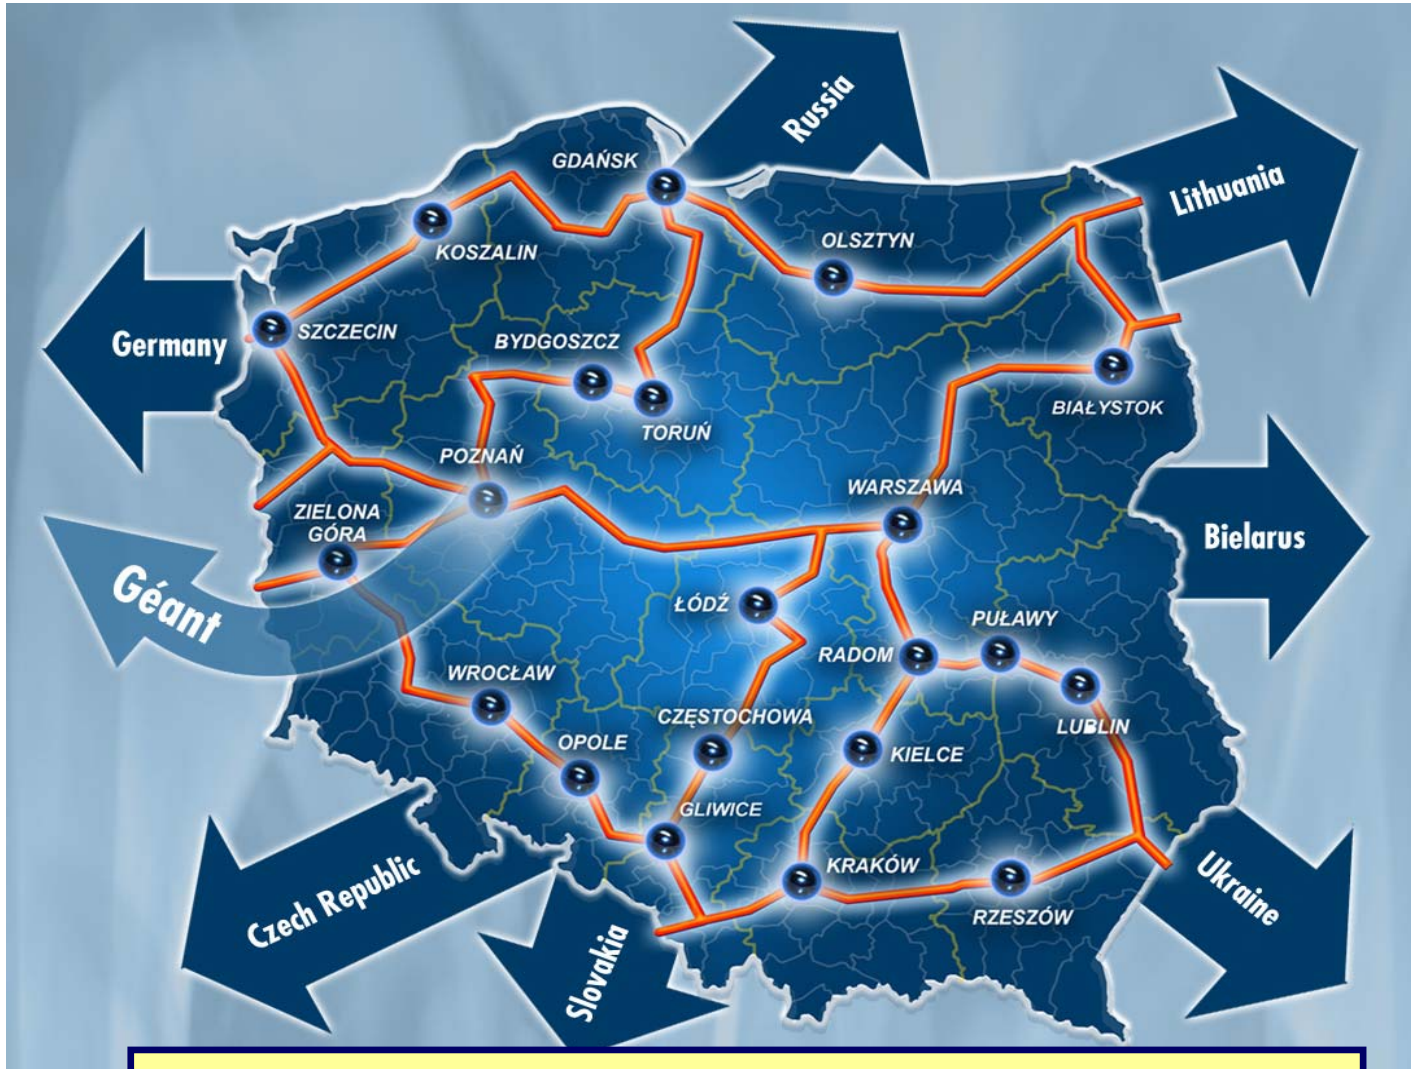 Russia
Lithuania
GDAŃSK
KOSZALIN
OLSZTYN
Germany
SZCZECIN
BYDGOSZCZ
TORUŃ
BIAŁYSTOK
POZNAŃ
WARSZAWA
ZIELONA
GÓRA
Bielarus
Géant
ŁÓDŹ
PUŁAWY
RADOM
WROCŁAW
CZĘSTOCHOWA
LUBLIN
OPOLE
KIELCE
GLIWICE
KRAKÓW
RZESZÓW
Czech Republic
Slovakia
Ukraine